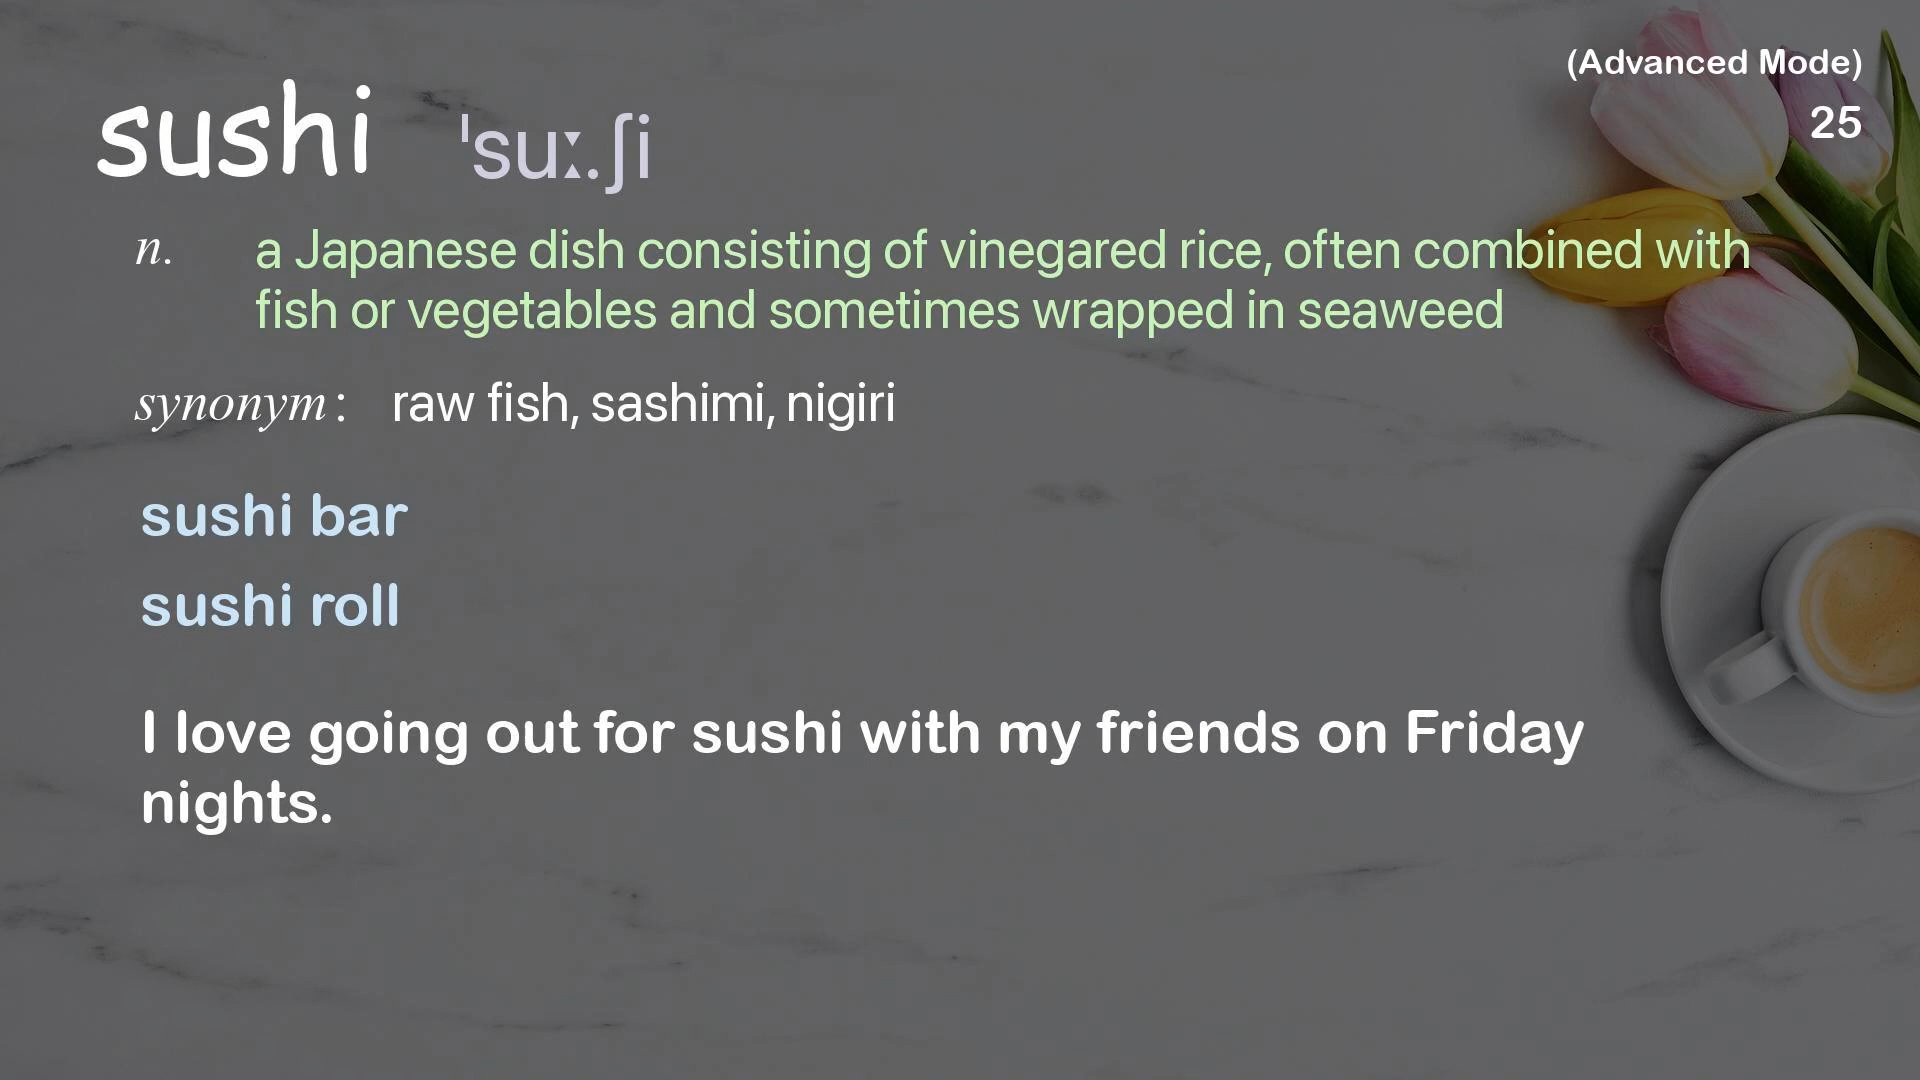 (Advanced Mode)
sushi ˈsuː.ʃi
25
n. a Japanese dish consisting of vinegared rice, often combined with
fish or vegetables and sometimes wrapped in seaweed
synonym: raw fish, sashimi, nigiri
sushi bar
sushi roll
I love going out for sushi with my friends on Friday
nights.